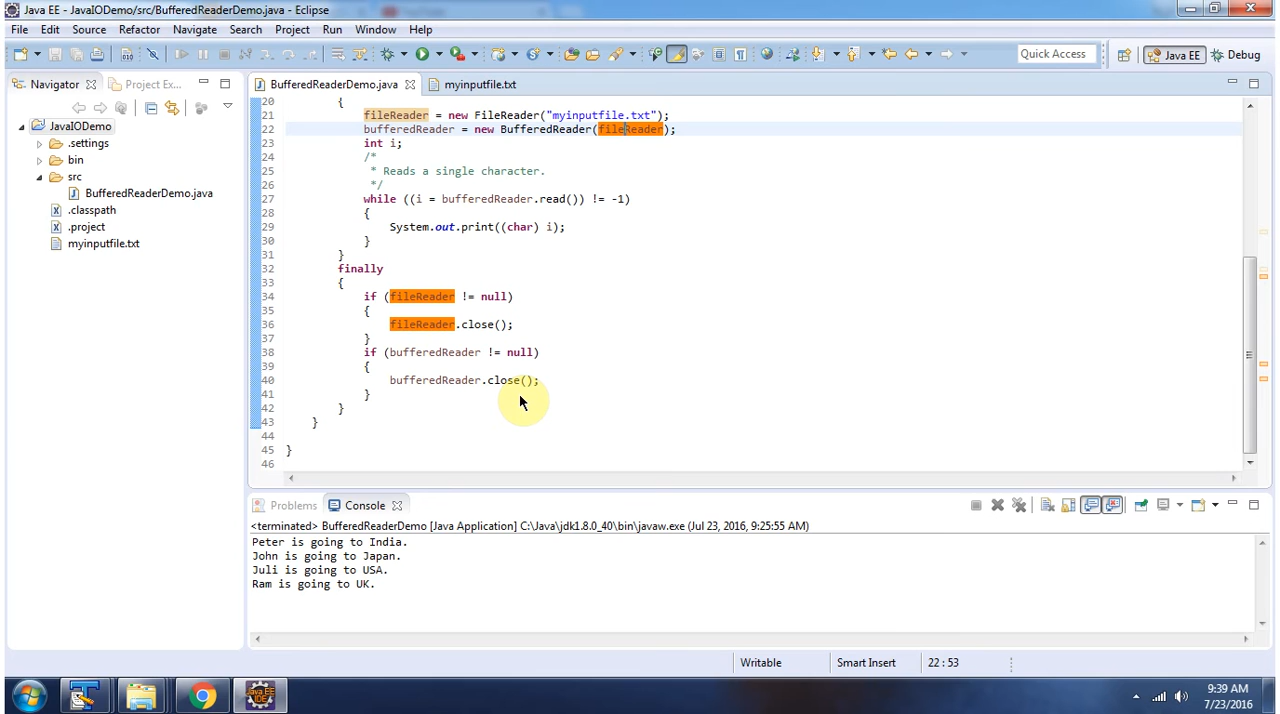 Java EE - JavaIODemo/src/BufferedReaderDemo.java - Eclipse
File Edit Source Refactor Navigate Search Project Run Window Help
Quick Access
Java EE
Debug
Navigator
Project Ex...
BufferedReaderDemo.java
myinputfile.txt
JavaIODemo
.settings
bin
src
BufferedReaderDemo.java
.classpath
.project
myinputfile.txt
20 {
21 fileReader = new FileReader("myinputfile.txt");
22 bufferedReader = new BufferedReader(fileReader);
23 int i;
24 /*
25 * Reads a single character.
26 */
27 while ((i = bufferedReader.read()) != -1)
28 {
29 System.out.print((char) i);
30 }
31 }
32 finally
33 {
34 if (fileReader != null)
35 {
36 fileReader.close();
37 }
38 if (bufferedReader != null)
39 {
40 bufferedReader.close();
41 }
42 }
43 }
44
45 }
46
Problems
Console
<terminated> BufferedReaderDemo [Java Application] C:\Java\jdk1.8.0_40\bin\javaw.exe (Jul 23, 2016, 9:25:55 AM)
Peter is going to India.
John is going to Japan.
Juli is going to USA.
Ram is going to UK.
Writable
Smart Insert
22 : 53
Java EE
IDE
9:39 AM
7/23/2016